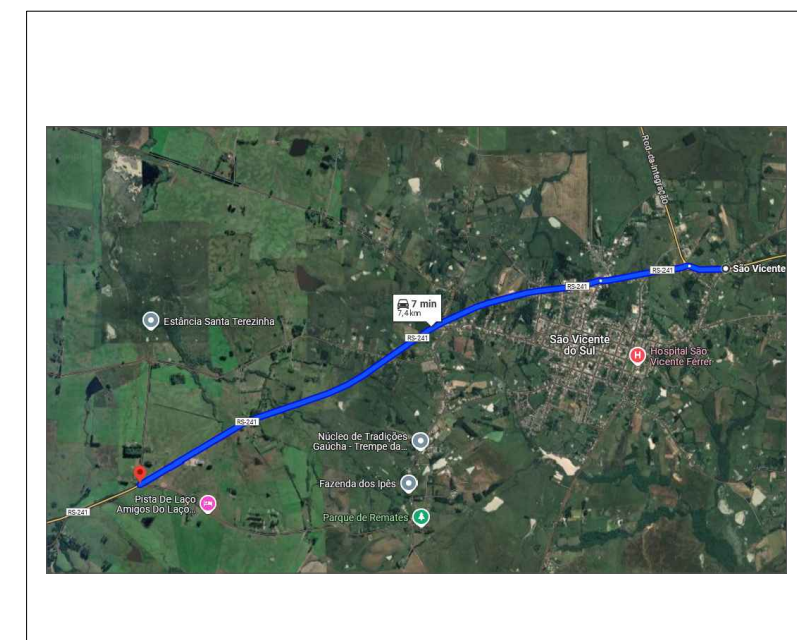 Rod. da Integração
RS-241
São Vicente
RS-241
7 min
7,4 km
Estância Santa Terezinha
RS-241
São Vicente
do Sul
Hospital São
Vicente Ferrer
RS-241
Núcleo de Tradições
Gaúcha - Trempe da...
Fazenda dos Ipês
Pista De Laço
Amigos Do Laço...
RS-241
Parque de Remates